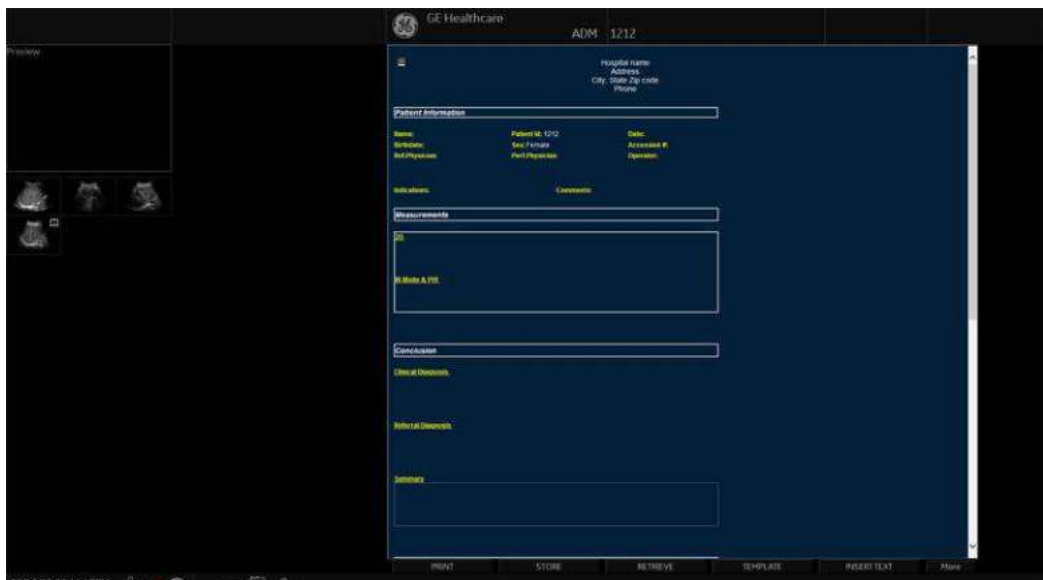 GE Healthcare
ADM 1212
Preview
Hospital name
Address
City, State Zip code
Phone
Patient Information
Name: Patient Id: 1212 Date:
Birthdate: Sex: Female Accession #:
Ref.Physician: Perf.Physician: Operator:
Indications: Comments:
Measurements
2D
M-Mode & PW
Conclusion
Clinical Diagnosis
Referral Diagnosis
Summary
PRINT STORE RETRIEVE TEMPLATE INSERT TEXT More